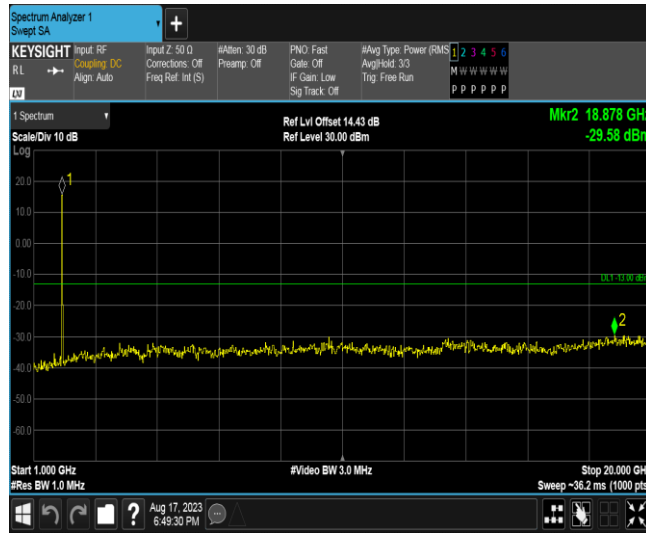 Spectrum Analyzer 1
Swept SA
+
KEYSIGHT
RL
LXI
Input: RF
Coupling: DC
Align: Auto
Input Z: 50 Ω
Corrections: Off
Freq Ref: Int (S)
#Atten: 30 dB
Preamp: Off
PNO: Fast
Gate: Off
IF Gain: Low
Sig Track: Off
#Avg Type: Power (RMS
Avg|Hold: 3/3
Trig: Free Run
1 2 3 4 5 6
M W W W W W
P P P P P P
1 Spectrum
Scale/Div 10 dB
Log
Ref Lvl Offset 14.43 dB
Ref Level 30.00 dBm
Mkr2 18.878 GHz
-29.58 dBm
20.0
10.0
0.00
-10.0
-20.0
-30.0
-40.0
-50.0
-60.0
1
DL1 -13.00 dBm
2
Start 1.000 GHz
#Res BW 1.0 MHz
#Video BW 3.0 MHz
Stop 20.000 GH
Sweep ~36.2 ms (1000 pts
?
Aug 17, 2023
6:49:30 PM